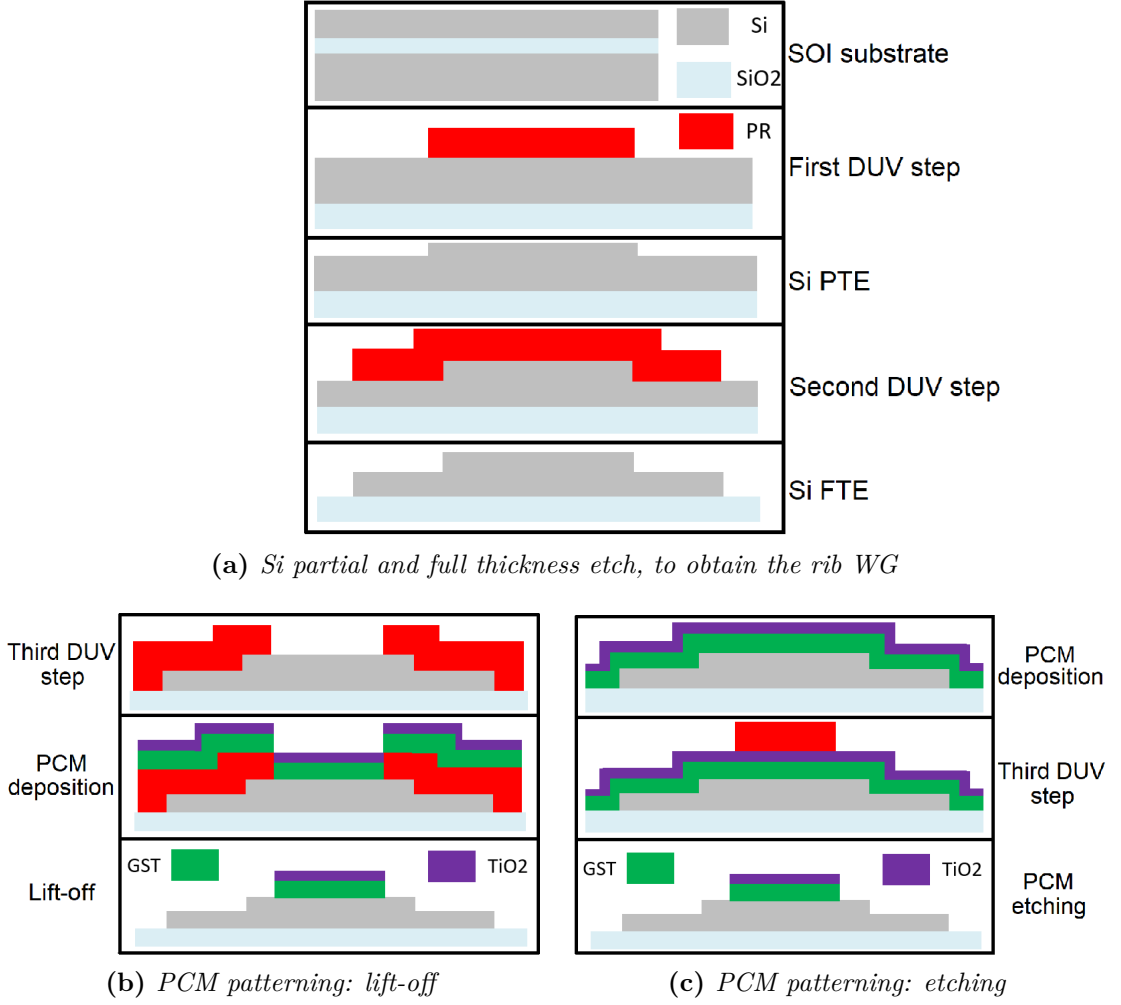 Si
SiO2
SOI substrate
PR
First DUV step
Si PTE
Second DUV step
Si FTE
(a) Si partial and full thickness etch, to obtain the rib WG
Third DUV
step
PCM
deposition
GST
TiO2
Lift-off
(b) PCM patterning: lift-off
PCM
deposition
Third DUV
step
GST
TiO2
PCM
etching
(c) PCM patterning: etching